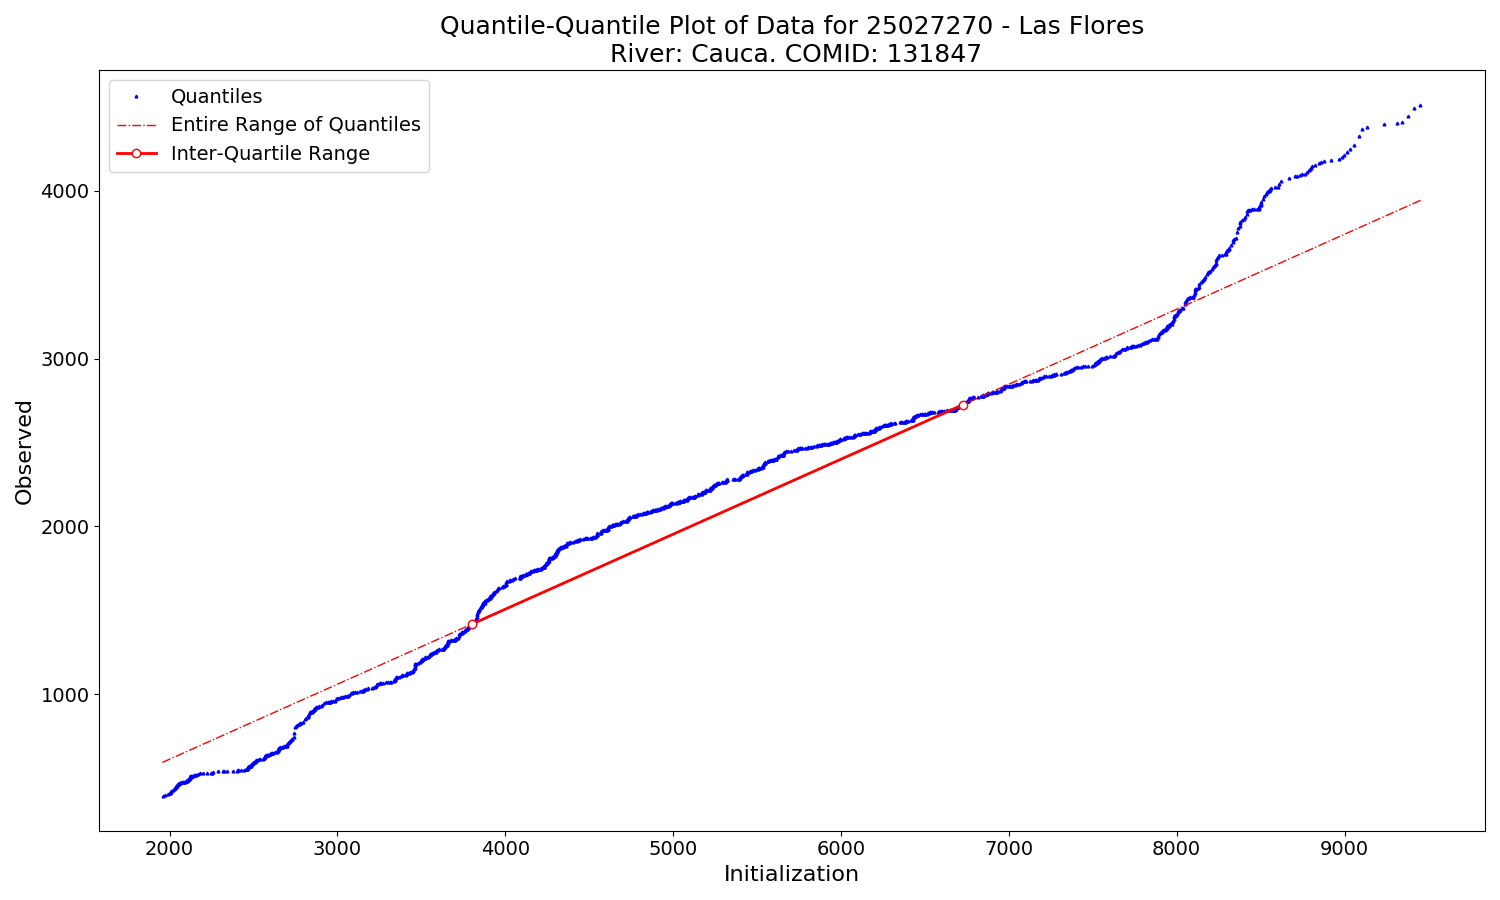 Quantile-Quantile Plot of Data for 25027270 - Las Flores
River: Cauca. COMID: 131847
Quantiles
Entire Range of Quantiles
Inter-Quartile Range
Observed
4000
3000
2000
1000
2000 3000 4000 5000 6000 7000 8000 9000
Initialization